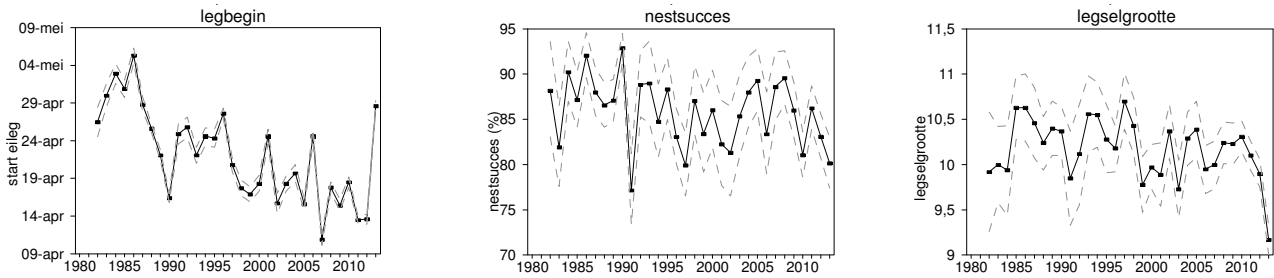 legbegin
start eileg
09-mei
04-mei
29-apr
24-apr
19-apr
14-apr
09-apr
1980 1985 1990 1995 2000 2005 2010
nestsucces
nestsucces (%)
95
90
85
80
75
70
1980 1985 1990 1995 2000 2005 2010
legselgrootte
legselgrootte
11,5
11
10,5
10
9,5
9
1980 1985 1990 1995 2000 2005 2010